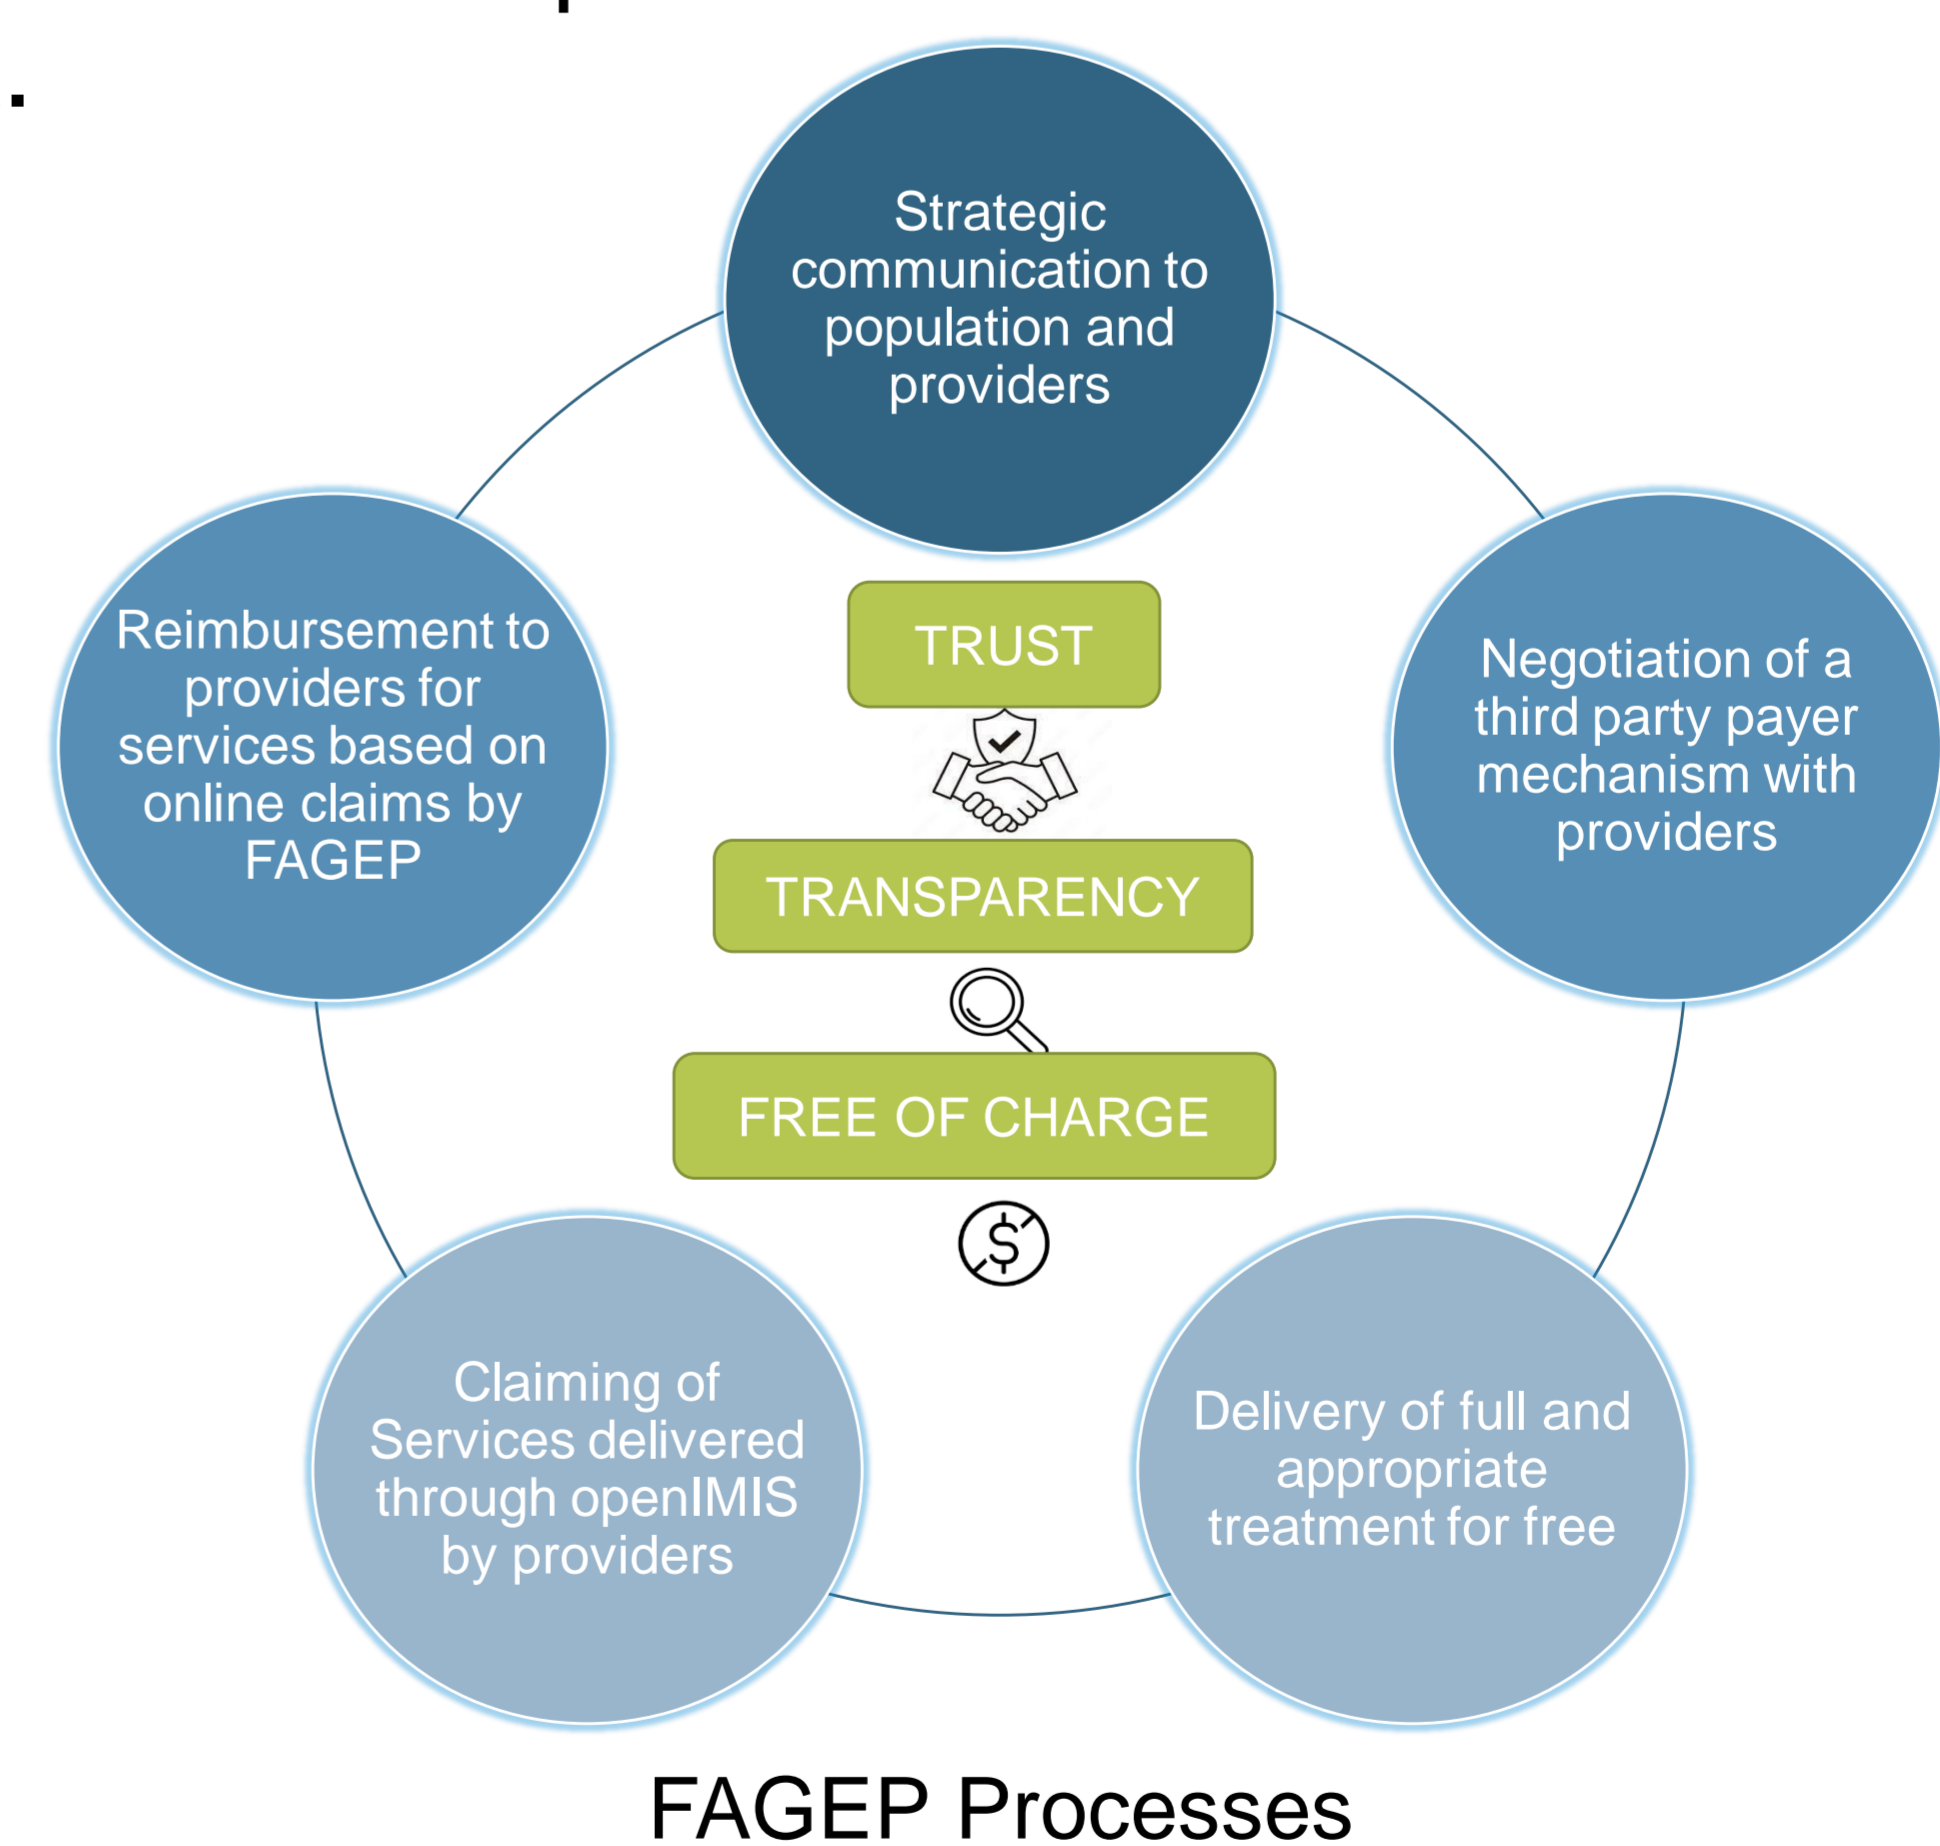 Strategic
communication to
population and
providers
Negotiation of a
third party payer
mechanism with
providers
Delivery of full and
appropriate
treatment for free
Claiming of
Services delivered
through openIMIS
by providers
Reimbursement to
providers for
services based on
online claims by
FAGEP
TRUST
TRANSPARENCY
FREE OF CHARGE
$
FAGEP Processes